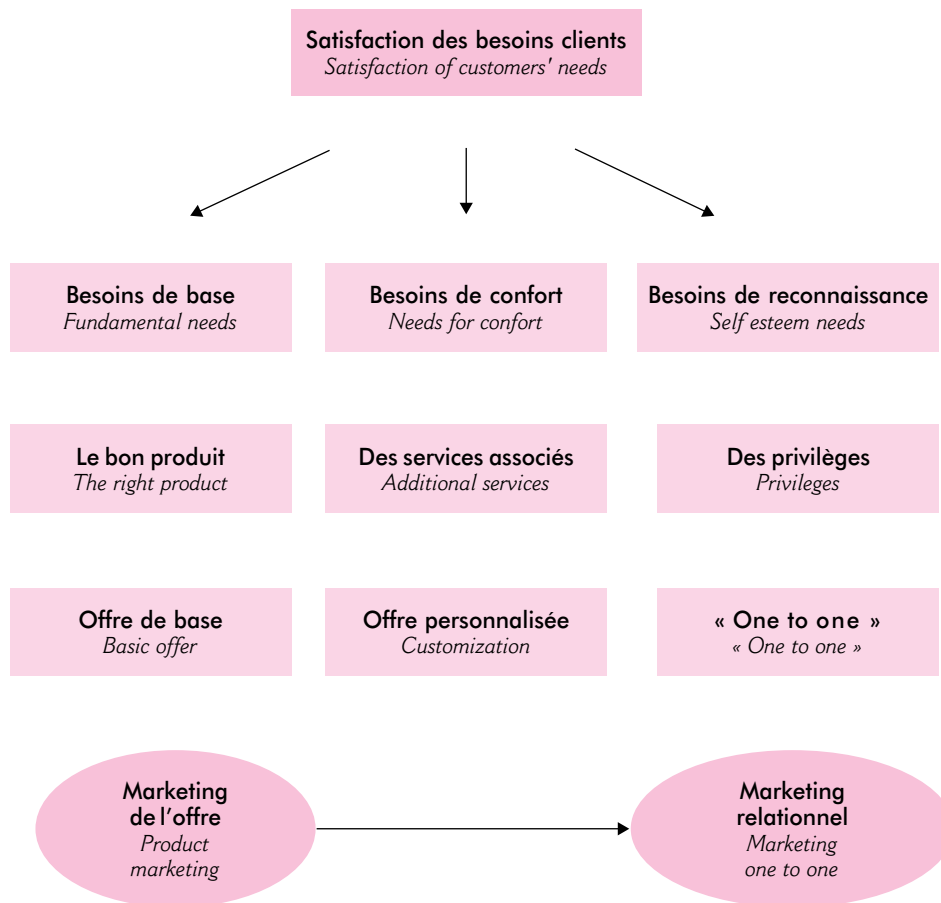 Satisfaction des besoins clients
Satisfaction of customers' needs
Besoins de base
Fundamental needs
Besoins de confort
Needs for confort
Besoins de reconnaissance
Self esteem needs
Le bon produit
The right product
Des services associés
Additional services
Des privilèges
Privileges
Offre de base
Basic offer
Offre personnalisée
Customization
« One to one »
« One to one »
Marketing
de l'offre
Product
marketing
Marketing
relationnel
Marketing
one to one